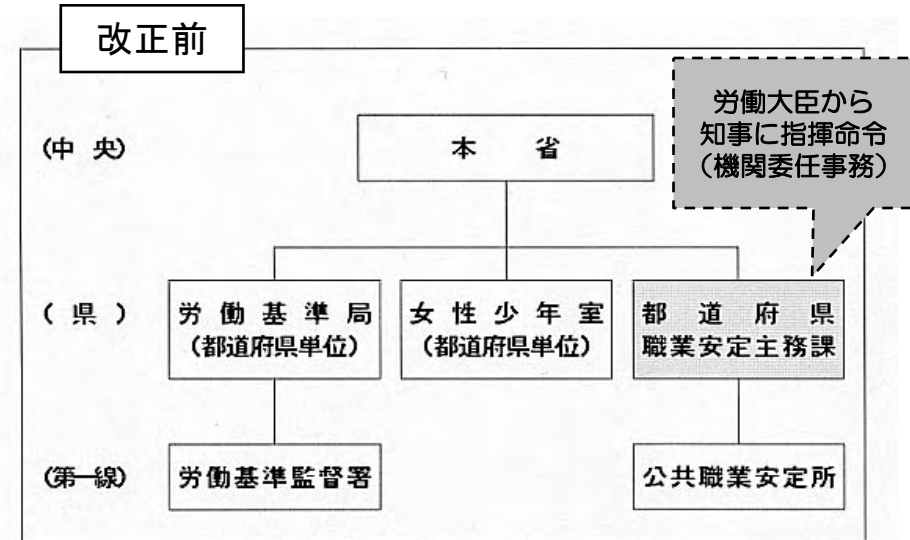 改正前
労働大臣から
知事に指揮命令
(機関委任事務)
(中 央)
本 省
( 県 )
労働基準局
(都道府県単位)
女性少年室
(都道府県単位)
都道府県
職業安定主務課
(第一線)
労働基準監督署
公共職業安定所